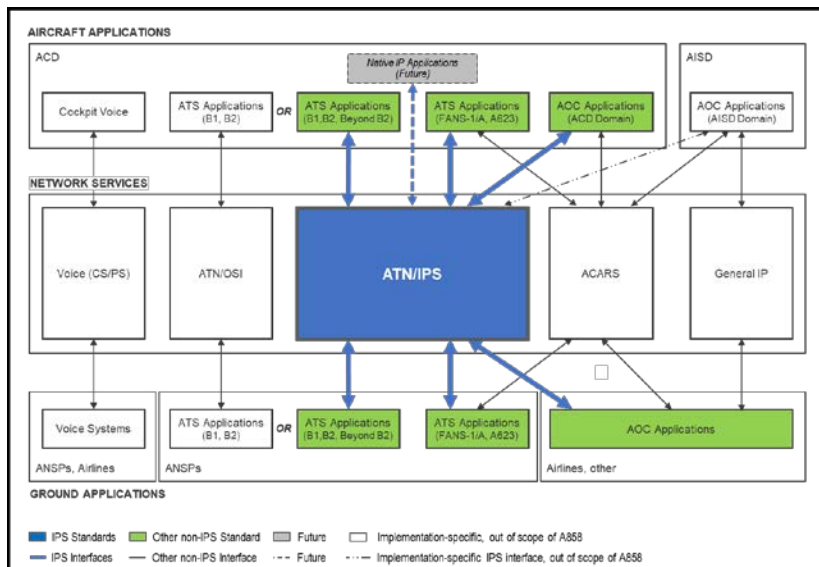 AIRCRAFT APPLICATIONS
ACD
AISD
Native IP Applications
(Future)
Cockpit Voice
ATS Applications
(B1, B2)
OR
ATS Applications
(B1,B2, Beyond B2)
ATS Applications
(FANS-1/A, A623)
AOC Applications
(ACD Domain)
AOC Applications
(AISD Domain)
NETWORK SERVICES
Voice (CS/PS)
ATN/OSI
ATN/IPS
ACARS
General IP
Voice Systems
ATS Applications
(B1, B2)
OR
ATS Applications
(B1,B2, Beyond B2)
ATS Applications
(FANS-1/A, A623)
AOC Applications
ANSPs, Airlines
ANSPs
Airlines, other
GROUND APPLICATIONS
IPS Standards
Other non-IPS Standard
Future
Implementation-specific, out of scope of A858
IPS Interfaces
Other non-IPS Interface
Future
Implementation-specific IPS interface, out of scope of A858